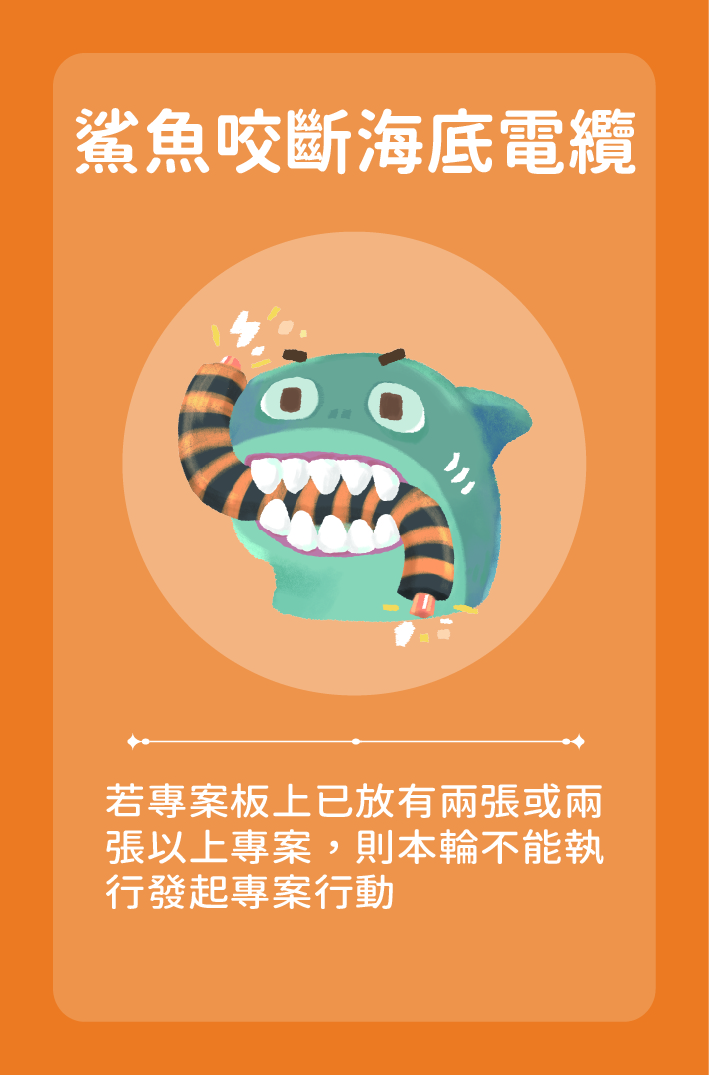 鯊魚咬斷海底電纜
若專案板上已放有兩張或兩
張以上專案，則本輪不能執
行發起專案行動